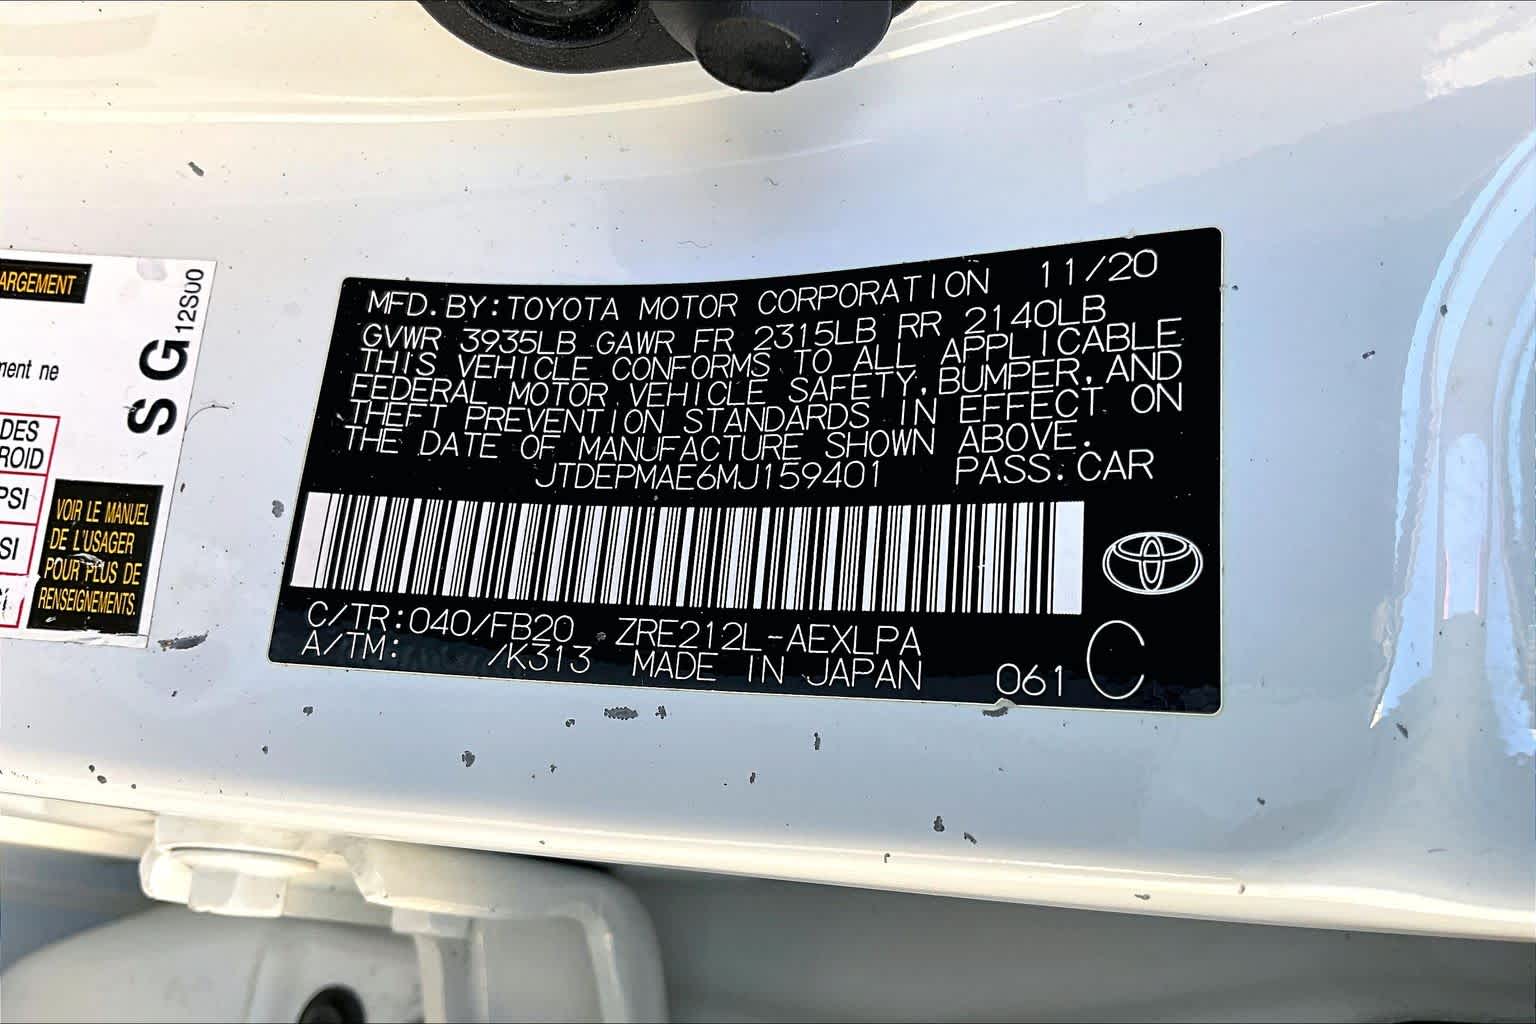 ARGEMENT
ment ne
DES
ROID
PSI
SI
S G 12S00
VOIR LE MANUEL
DE L'USAGER
POUR PLUS DE
RENSEIGNEMENTS.
MFD. BY: TOYOTA MOTOR CORPORATION 11/20
GVWR 3935LB GAWR FR 2315LB RR 2140LB
THIS VEHICLE CONFORMS TO ALL APPLICABLE
FEDERAL MOTOR VEHICLE SAFETY, BUMPER, AND
THEFT PREVENTION STANDARDS IN EFFECT ON
THE DATE OF MANUFACTURE SHOWN ABOVE.
JTDEPMAE6MJ159401 PASS. CAR
C/TR: 040/FB20 ZRE212L-AEXLPA
A/TM: /K313 MADE IN JAPAN 061 C